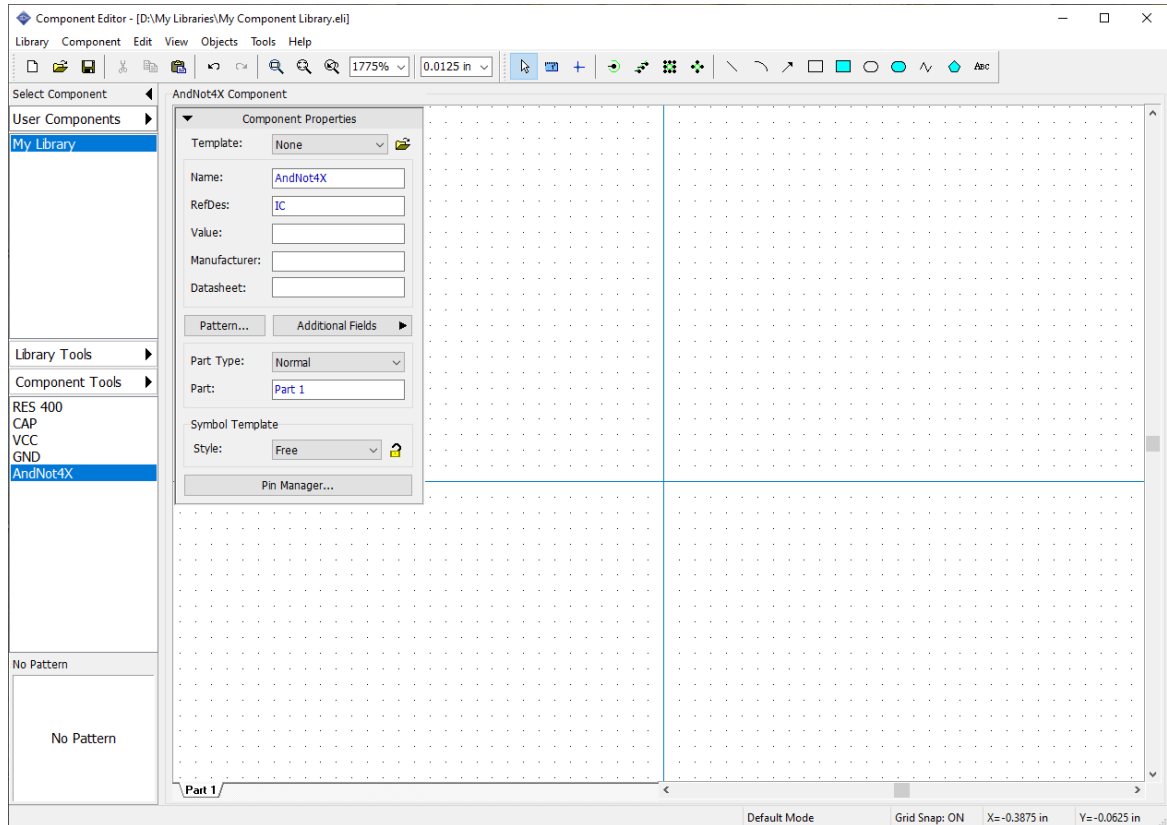 Component Editor - [D:\My Libraries\My Component Library.eli]
Library Component Edit View Objects Tools Help
1775% 0.0125 in ABC
Select Component
User Components
My Library
Library Tools
Component Tools
RES 400
CAP
VCC
GND
AndNot4X
No Pattern
No Pattern
AndNot4X Component
Component Properties
Template: None
Name: AndNot4X
RefDes: IC
Value:
Manufacturer:
Datasheet:
Pattern... Additional Fields
Part Type: Normal
Part: Part 1
Symbol Template
Style: Free
Pin Manager...
Part 1
Default Mode Grid Snap: ON X=-0.3875 in Y=-0.0625 in